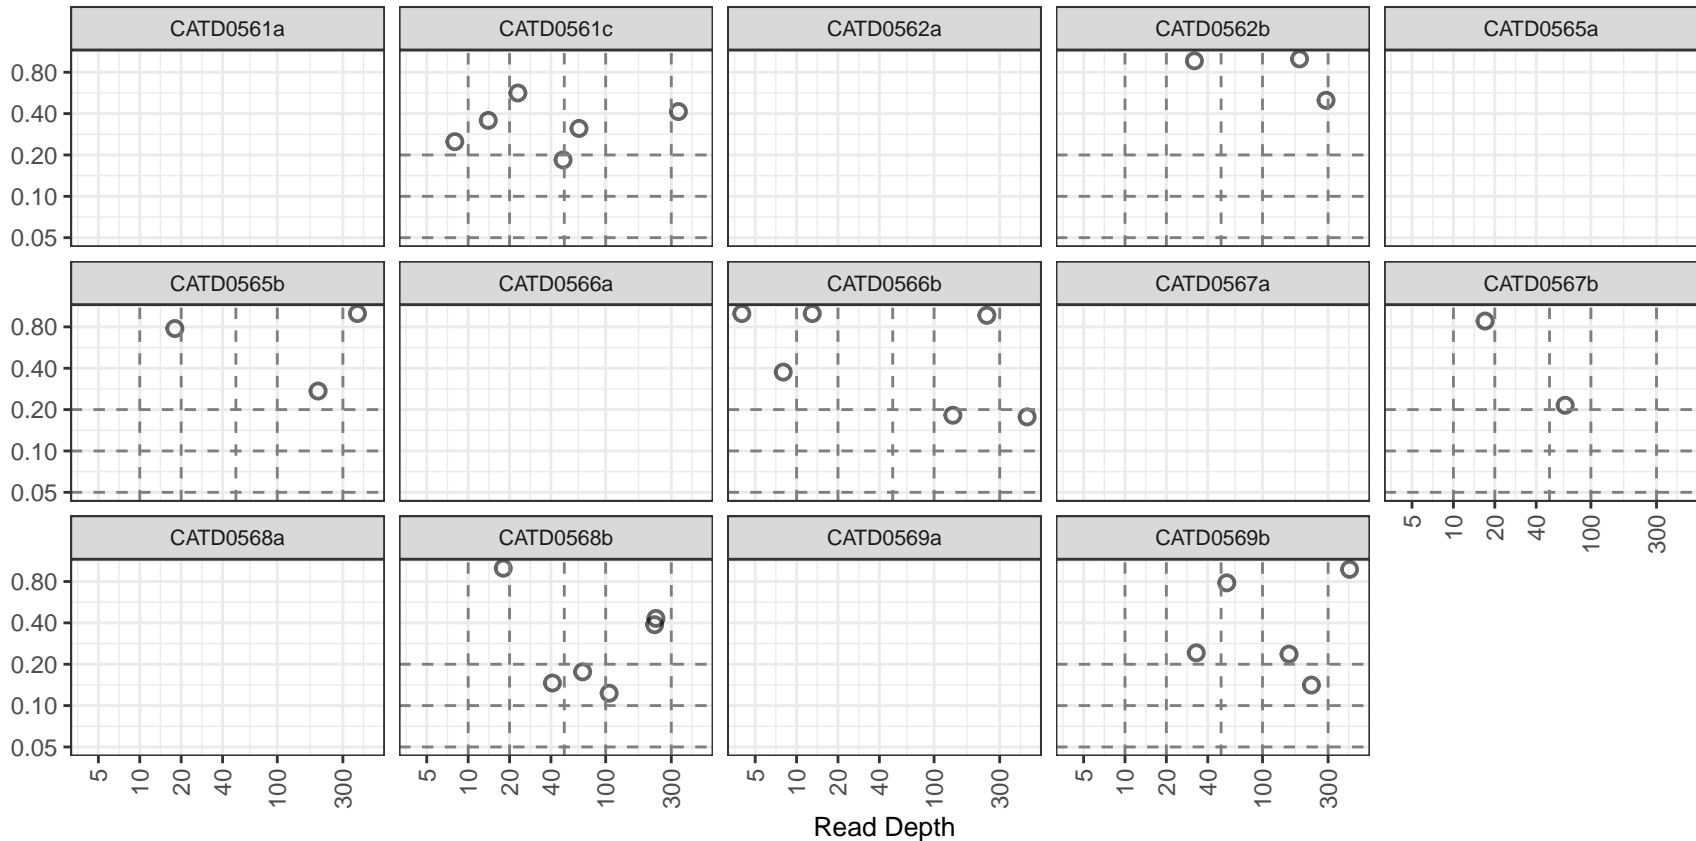 CATD0561a CATD0561c CATD0562a CATD0562b CATD0565a
0.80
0.40
0.20
0.10
0.05
CATD0565b CATD0566a CATD0566b CATD0567a CATD0567b
0.80
0.40
0.20
0.10
0.05
5 10 20 40 100 300
CATD0568a CATD0568b CATD0569a CATD0569b
0.80
0.40
0.20
0.10
0.05
5 10 20 40 100 300 5 10 20 40 100 300 5 10 20 40 100 300 5 10 20 40 100 300
Read Depth